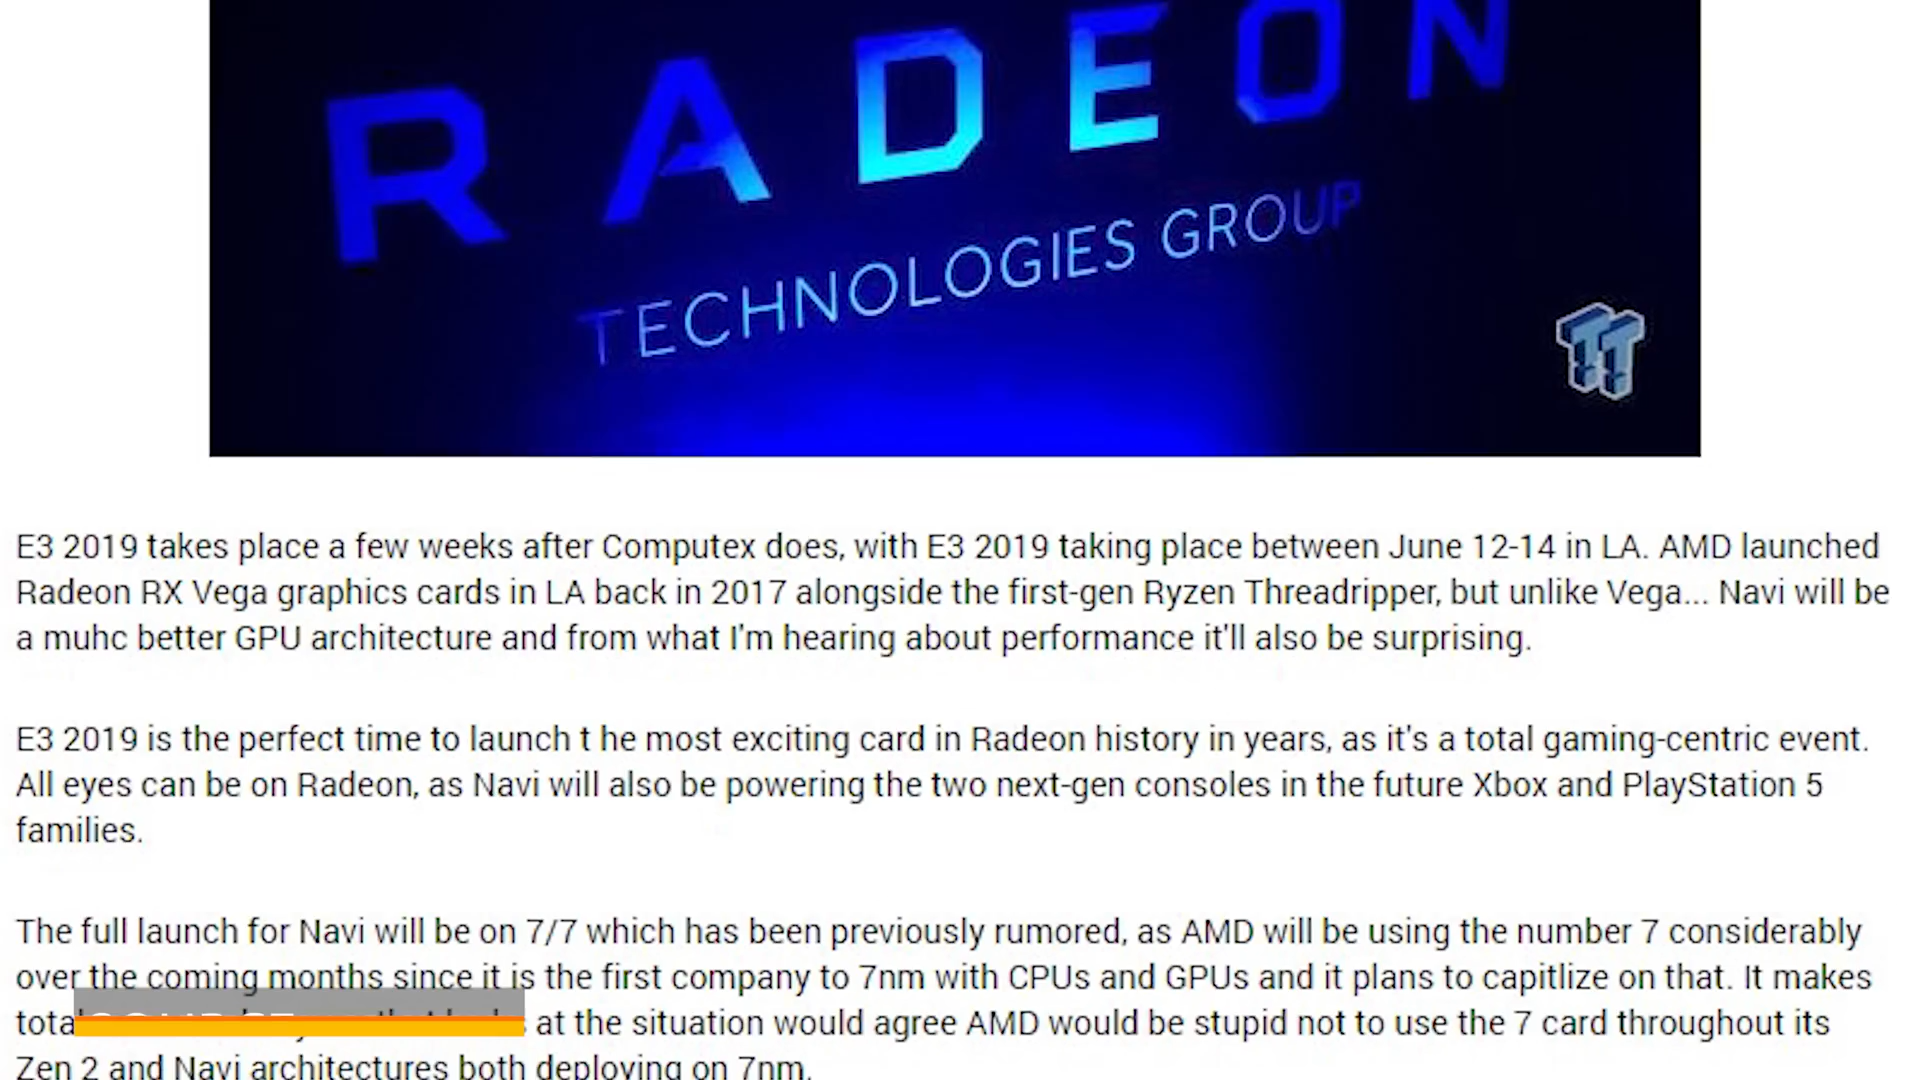 RADEON
TECHNOLOGIES GROUP
TT
E3 2019 takes place a few weeks after Computex does, with E3 2019 taking place between June 12-14 in LA. AMD launched
Radeon RX Vega graphics cards in LA back in 2017 alongside the first-gen Ryzen Threadripper, but unlike Vega... Navi will be
a muhc better GPU architecture and from what I'm hearing about performance it'll also be surprising.
E3 2019 is the perfect time to launch t he most exciting card in Radeon history in years, as it's a total gaming-centric event.
All eyes can be on Radeon, as Navi will also be powering the two next-gen consoles in the future Xbox and PlayStation 5
families.
The full launch for Navi will be on 7/7 which has been previously rumored, as AMD will be using the number 7 considerably
over the coming months since it is the first company to 7nm with CPUs and GPUs and it plans to capitlize on that. It makes
total at the situation would agree AMD would be stupid not to use the 7 card throughout its
Zen 2 and Navi architectures both deploying on 7nm.